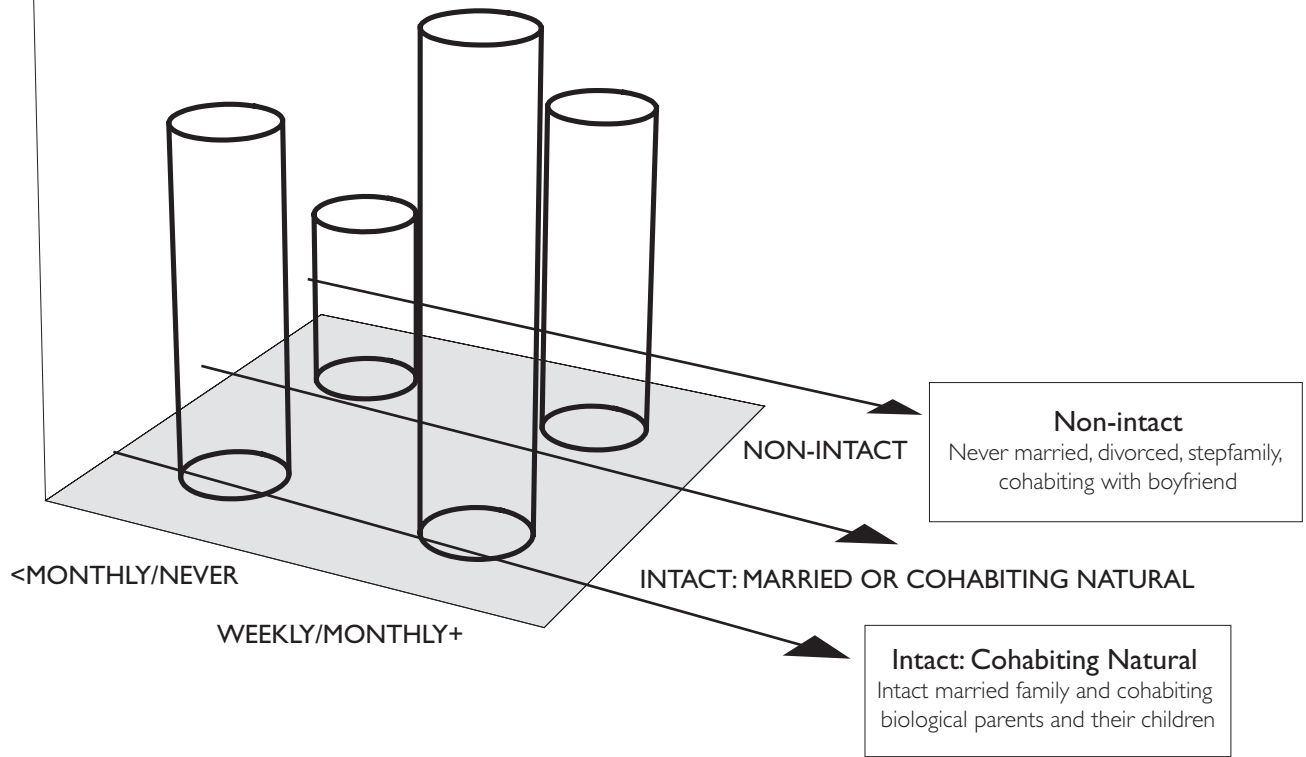 Non-intact
Never married, divorced, stepfamily,
cohabiting with boyfriend
NON-INTACT
<MONTHLY/NEVER
INTACT: MARRIED OR COHABITING NATURAL
WEEKLY/MONTHLY+
Intact: Cohabiting Natural
Intact married family and cohabiting
biological parents and their children